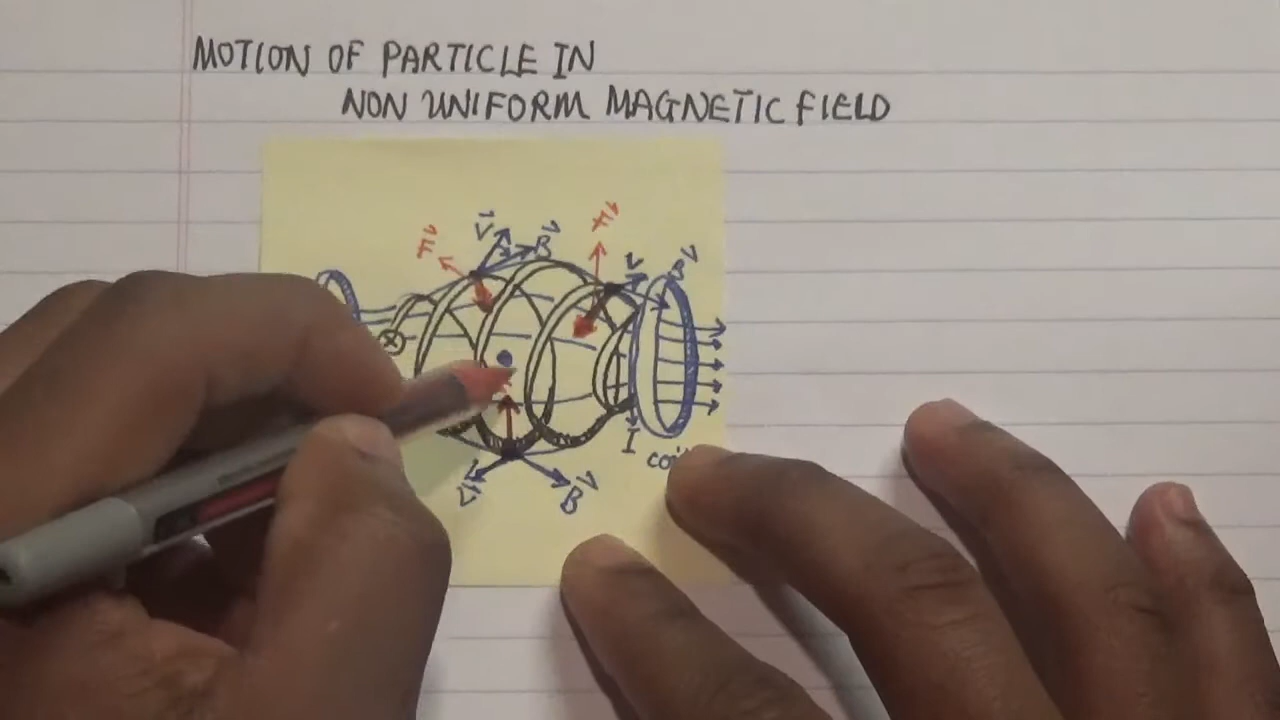 MOTION OF PARTICLE IN
NON UNIFORM MAGNETIC FIELD
F⃗
V⃗
B⃗
F⃗
V
B⃗
I
V⃗
B⃗